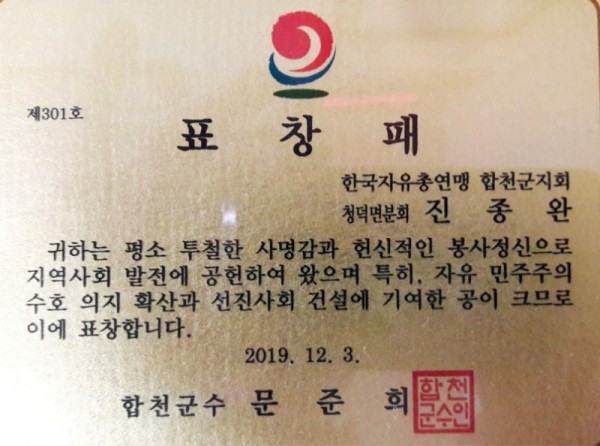 제301호
표 창 패
한국자유총연맹 합천군지회
청덕면분회 진 종 완
귀하는 평소 투철한 사명감과 헌신적인 봉사정신으로
지역사회 발전에 공헌하여 왔으며 특히, 자유 민주주의
수호 의지 확산과 선진사회 건설에 기여한 공이 크므로
이에 표창합니다.
2019. 12. 3.
합천군수 문 준 희
합천
군수인